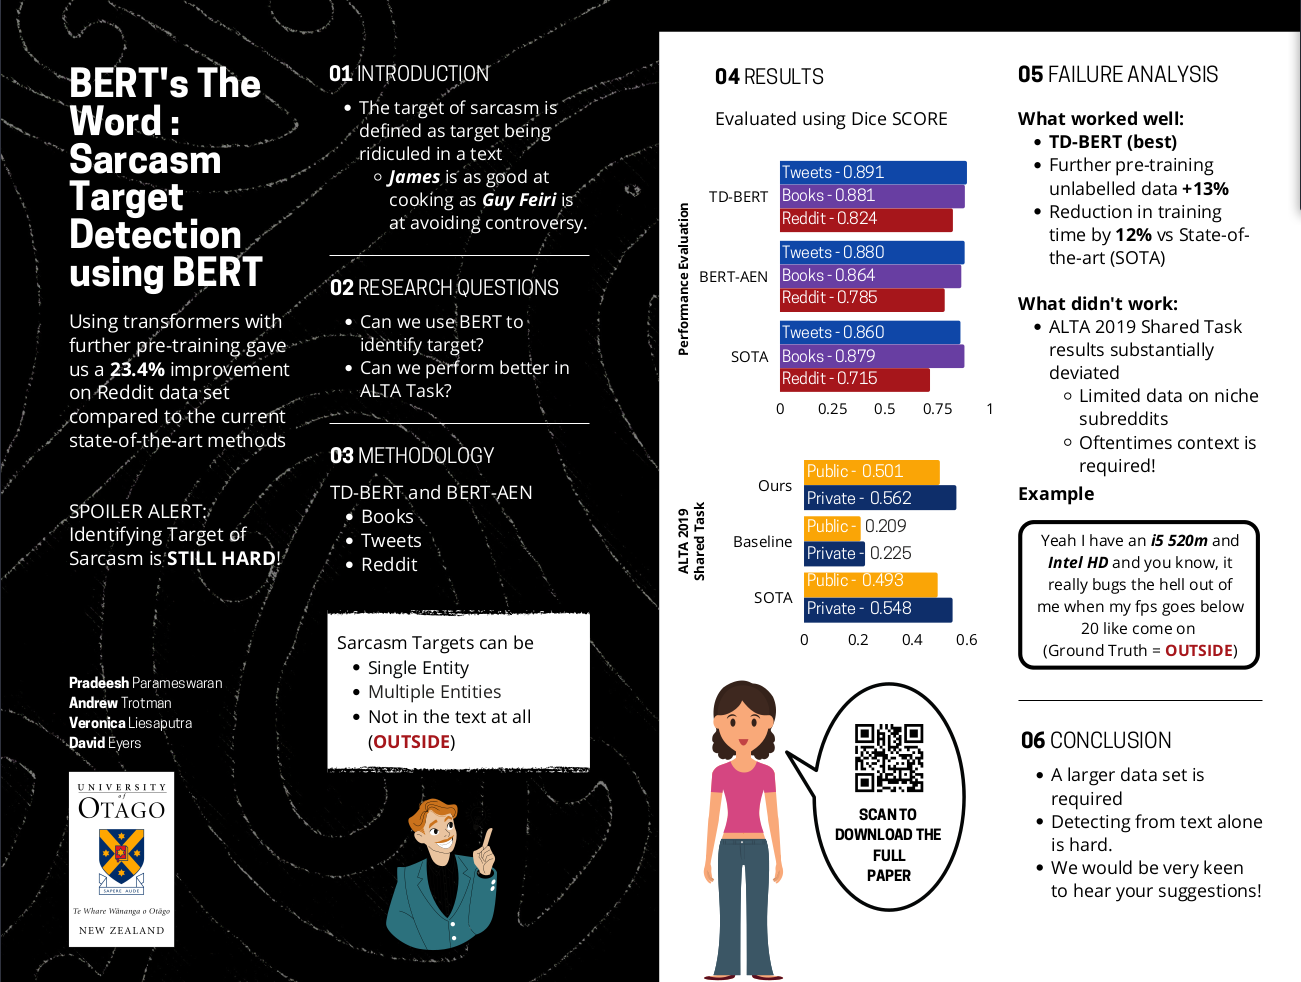 BERT's The
Word :
Sarcasm
Target
Detection
using BERT
Using transformers with
further pre-training gave
us a 23.4% improvement
on Reddit data set
compared to the current
state-of-the-art methods
SPOILER ALERT:
Identifying Target of
Sarcasm is STILL HARD!
Pradeesh Parameswaran
Andrew Trotman
Veronica Liesaputra
David Eyers
UNIVERSITY
of
OTAGO
SAPERE AUDE
Te Whare Wānanga o Otāgo
NEW ZEALAND
01 INTRODUCTION
• The target of sarcasm is
defined as target being
ridiculed in a text
○ James is as good at
cooking as Guy Feiri is
at avoiding controversy.
02 RESEARCH QUESTIONS
• Can we use BERT to
identify target?
• Can we perform better in
ALTA Task?
03 METHODOLOGY
TD-BERT and BERT-AEN
• Books
• Tweets
• Reddit
Sarcasm Targets can be
• Single Entity
• Multiple Entities
• Not in the text at all
(OUTSIDE)
04 RESULTS
Evaluated using Dice SCORE
Performance Evaluation
TD-BERT
Tweets - 0.891
Books - 0.881
Reddit - 0.824
BERT-AEN
Tweets - 0.880
Books - 0.864
Reddit - 0.785
SOTA
Tweets - 0.860
Books - 0.879
Reddit - 0.715
0 0.25 0.5 0.75 1
ALTA 2019
Shared Task
Ours
Public - 0.501
Private - 0.562
Baseline
Public - 0.209
Private - 0.225
SOTA
Public - 0.493
Private - 0.548
0 0.2 0.4 0.6
SCAN TO
DOWNLOAD THE
FULL
PAPER
05 FAILURE ANALYSIS
What worked well:
• TD-BERT (best)
• Further pre-training
unlabelled data +13%
• Reduction in training
time by 12% vs State-of-
the-art (SOTA)
What didn't work:
• ALTA 2019 Shared Task
results substantially
deviated
○ Limited data on niche
subreddits
○ Oftentimes context is
required!
Example
Yeah I have an i5 520m and
Intel HD and you know, it
really bugs the hell out of
me when my fps goes below
20 like come on
(Ground Truth = OUTSIDE)
06 CONCLUSION
• A larger data set is
required
• Detecting from text alone
is hard.
• We would be very keen
to hear your suggestions!